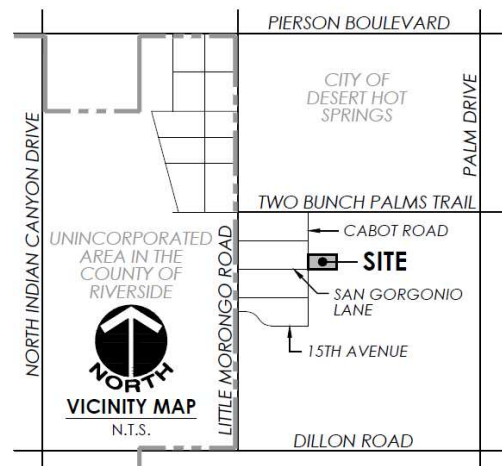 PIERSON BOULEVARD
CITY OF
DESERT HOT
SPRINGS
PALM DRIVE
NORTH INDIAN CANYON DRIVE
TWO BUNCH PALMS TRAIL
CABOT ROAD
UNINCORPORATED
AREA IN THE
COUNTY OF
RIVERSIDE
LITTLE MORONGO ROAD
SITE
SAN GORGONIO
LANE
15TH AVENUE
NORTH
VICINITY MAP
N.T.S.
DILLON ROAD